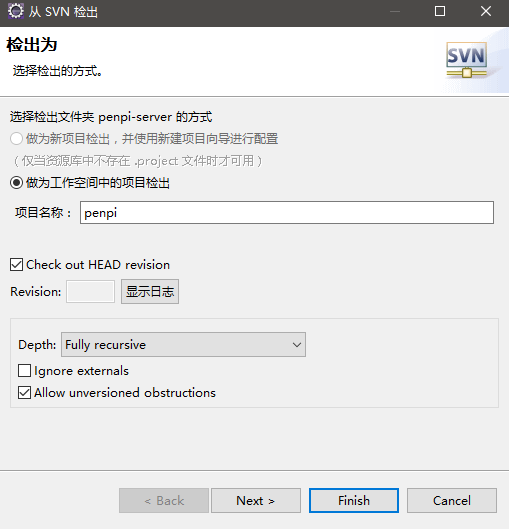 从 SVN 检出
检出为
选择检出的方式。
SVN
选择检出文件夹 penpi-server 的方式
做为新项目检出，并使用新建项目向导进行配置
（仅当资源库中不存在 .project 文件时才可用）
做为工作空间中的项目检出
项目名称： penpi
Check out HEAD revision
Revision: 显示日志
Depth: Fully recursive
Ignore externals
Allow unversioned obstructions
< Back Next > Finish Cancel